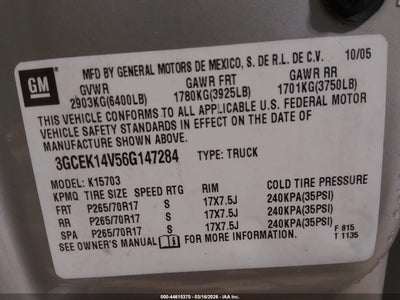 GM
MFD BY GENERAL MOTORS DE MEXICO, S. DE R.L. DE C.V. 10/05
GVWR GAWR FRT GAWR RR
2903KG(6400LB) 1780KG(3925LB) 1701KG(3750LB)
THIS VEHICLE CONFORMS TO ALL APPLICABLE U.S. FEDERAL MOTOR
VEHICLE SAFETY STANDARDS IN EFFECT ON THE DATE OF
MANUFACTURE SHOWN ABOVE.
3GCEK14V56G147284 TYPE: TRUCK
MODEL: K15703
KPMQ TIRE SIZE SPEED RTG RIM COLD TIRE PRESSURE
FRT P265/70R17 S 17X7.5J 240KPA(35PSI)
RR P265/70R17 S 17X7.5J 240KPA(35PSI)
SPA P265/70R17 S 17X7.5J 240KPA(35PSI)
SEE OWNER'S MANUAL FOR ADDITIONAL INFORMATION
F 815
T 1135
000-44615370 - 03/16/2026 - IAA Inc.